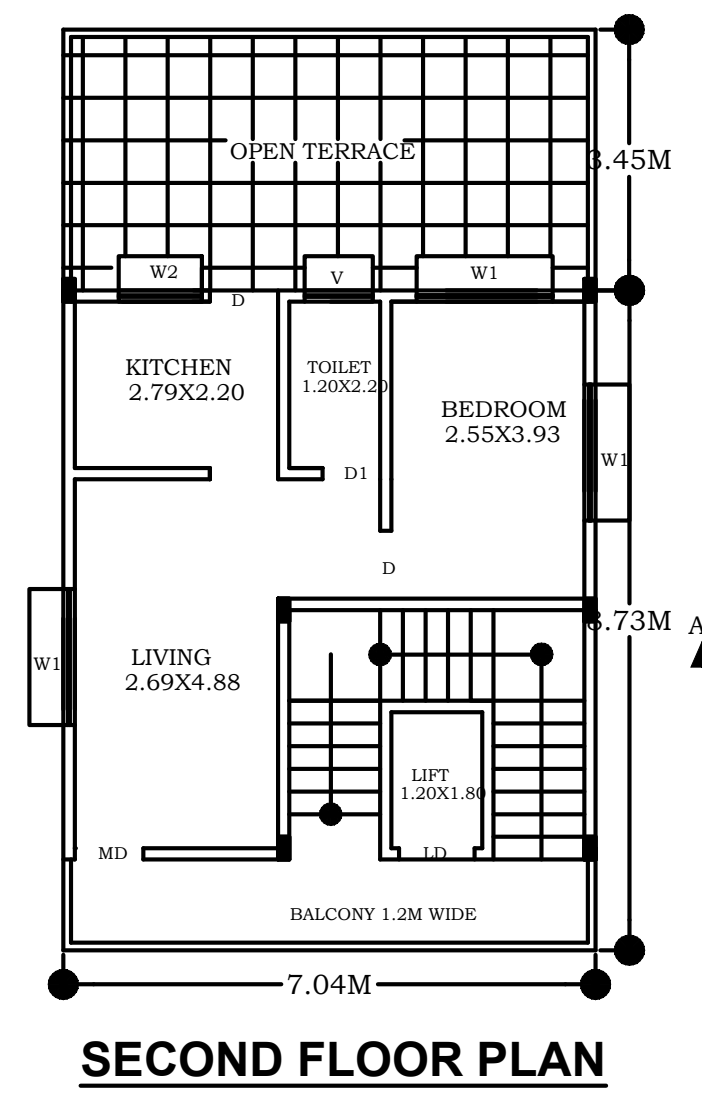 OPEN TERRACE
3.45M
W2
V
W1
D
KITCHEN
2.79X2.20
TOILET
1.20X2.20
BEDROOM
2.55X3.93
W1
D1
D
8.73M
A
W1
LIVING
2.69X4.88
LIFT
1.20X1.80
MD
LD
BALCONY 1.2M WIDE
7.04M
SECOND FLOOR PLAN